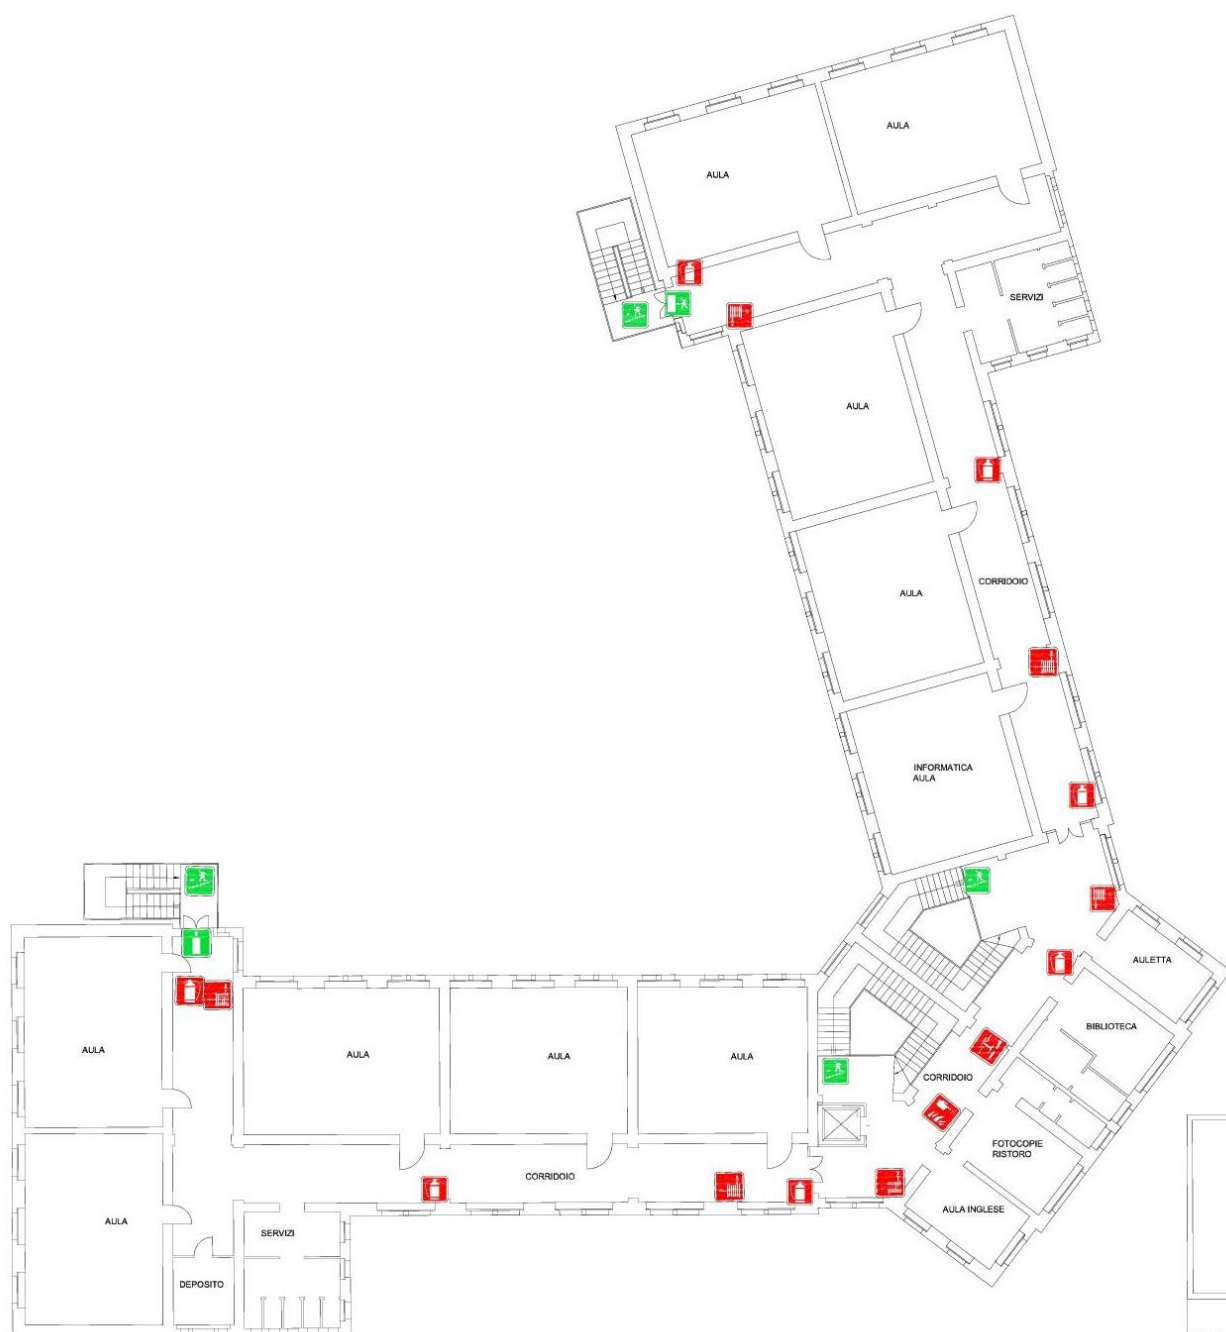 AULA
AULA
SERVIZI
AULA
CORRIDOIO
AULA
INFORMATICA
AULA
AULETTA
BIBLIOTECA
AULA
AULA
AULA
AULA
CORRIDOIO
FOTOCOPIE
RISTORO
CORRIDOIO
AULA INGLESE
AULA
SERVIZI
DEPOSITO